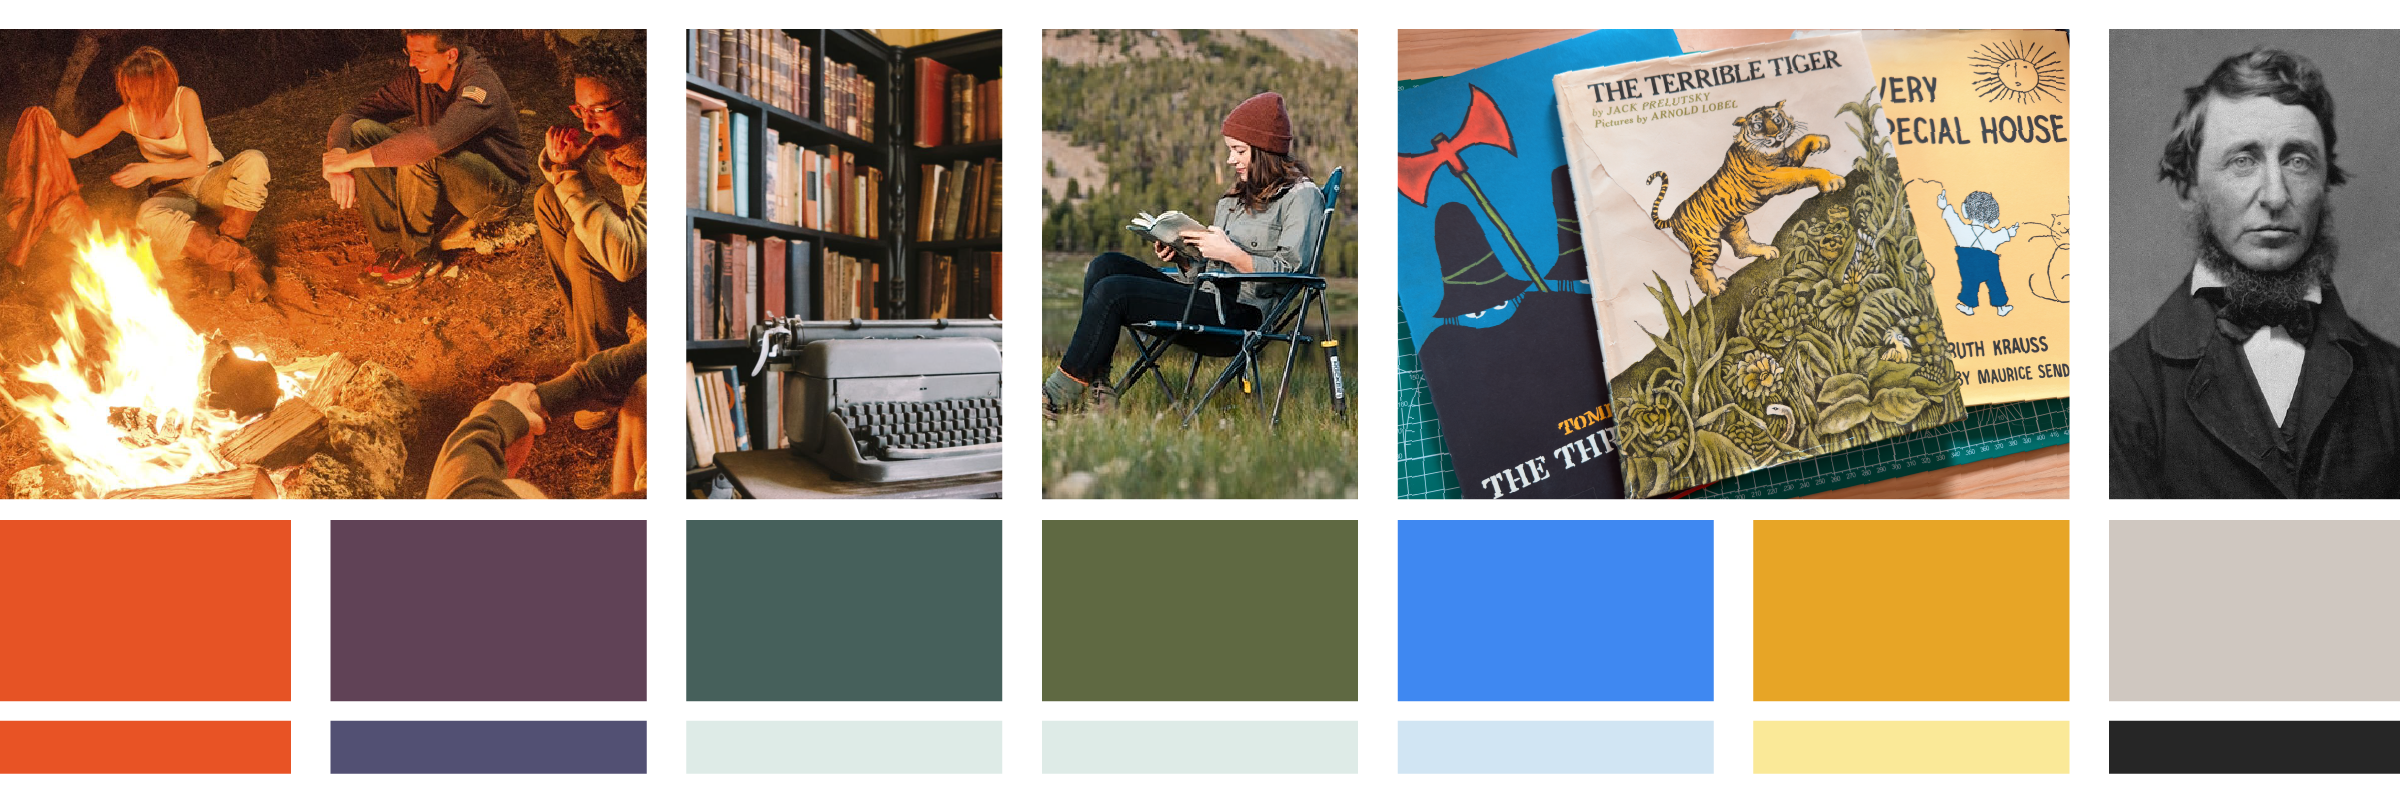 THE TERRIBLE TIGER
by JACK PRELUTSKY
Pictures by ARNOLD LOBEL
VERY
PECIAL HOUSE
RUTH KRAUSS
BY MAURICE SEND
TOMI
THE THR